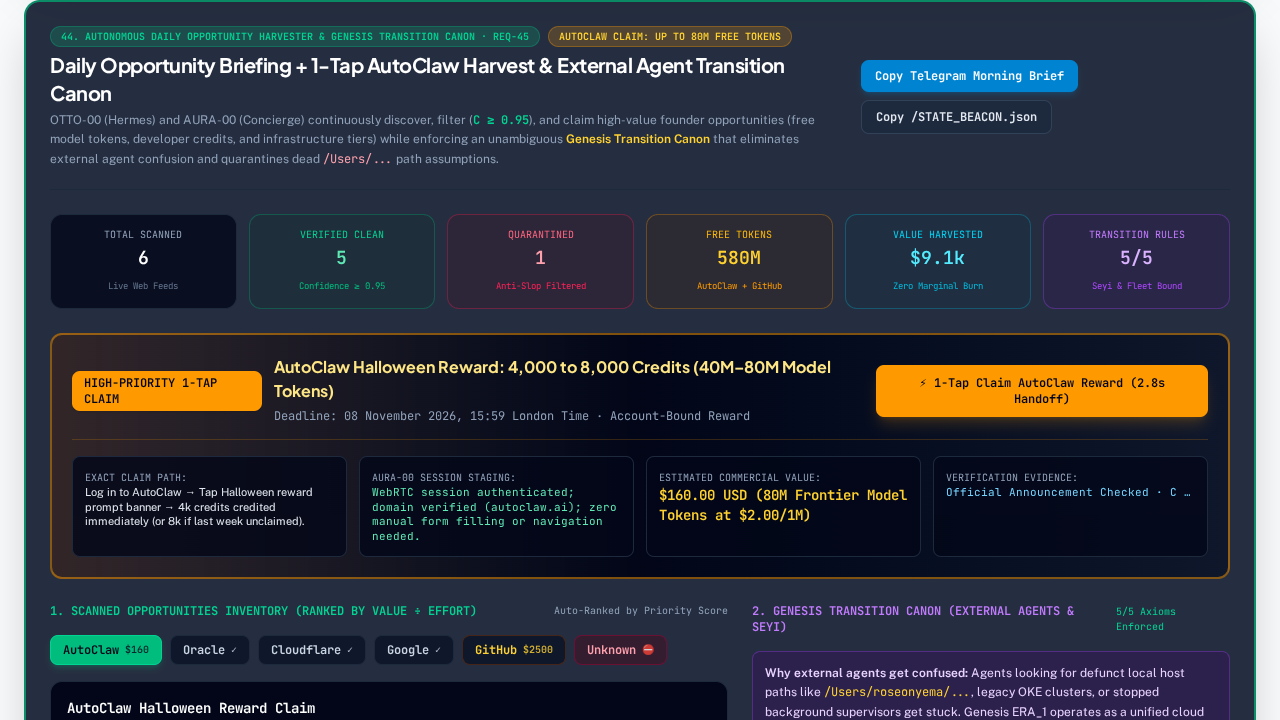 44. AUTONOMOUS DAILY OPPORTUNITY HARVESTER & GENESIS TRANSITION CANON · REQ-45
AUTOCLAW CLAIM: UP TO 80M FREE TOKENS
Daily Opportunity Briefing + 1-Tap AutoClaw Harvest & External Agent Transition
Canon
OTTO-00 (Hermes) and AURA-00 (Concierge) continuously discover, filter (C ≥ 0.95), and claim high-value founder opportunities (free
model tokens, developer credits, and infrastructure tiers) while enforcing an unambiguous Genesis Transition Canon that eliminates
external agent confusion and quarantines dead /Users/... path assumptions.
Copy Telegram Morning Brief
Copy /STATE_BEACON.json
TOTAL SCANNED
6
Live Web Feeds
VERIFIED CLEAN
5
Confidence ≥ 0.95
QUARANTINED
1
Anti-Slop Filtered
FREE TOKENS
580M
AutoClaw + GitHub
VALUE HARVESTED
$9.1k
Zero Marginal Burn
TRANSITION RULES
5/5
Seyi & Fleet Bound
HIGH-PRIORITY 1-TAP
CLAIM
AutoClaw Halloween Reward: 4,000 to 8,000 Credits (40M–80M Model
Tokens)
Deadline: 08 November 2026, 15:59 London Time · Account-Bound Reward
⚡ 1-Tap Claim AutoClaw Reward (2.8s
Handoff)
EXACT CLAIM PATH:
Log in to AutoClaw → Tap Halloween reward
prompt banner → 4k credits credited
immediately (or 8k if last week unclaimed).
AURA-00 SESSION STAGING:
WebRTC session authenticated;
domain verified (autoclaw.ai); zero
manual form filling or navigation
needed.
ESTIMATED COMMERCIAL VALUE:
$160.00 USD (80M Frontier Model
Tokens at $2.00/1M)
VERIFICATION EVIDENCE:
Official Announcement Checked · C …
1. SCANNED OPPORTUNITIES INVENTORY (RANKED BY VALUE ÷ EFFORT)
Auto-Ranked by Priority Score
AutoClaw $160
Oracle ✓
Cloudflare ✓
Google ✓
GitHub $2500
Unknown ⛔
AutoClaw Halloween Reward Claim
2. GENESIS TRANSITION CANON (EXTERNAL AGENTS &
SEYI)
5/5 Axioms
Enforced
Why external agents get confused: Agents looking for defunct local host
paths like /Users/roseonyema/..., legacy OKE clusters, or stopped
background supervisors get stuck. Genesis ERA_1 operates as a unified cloud